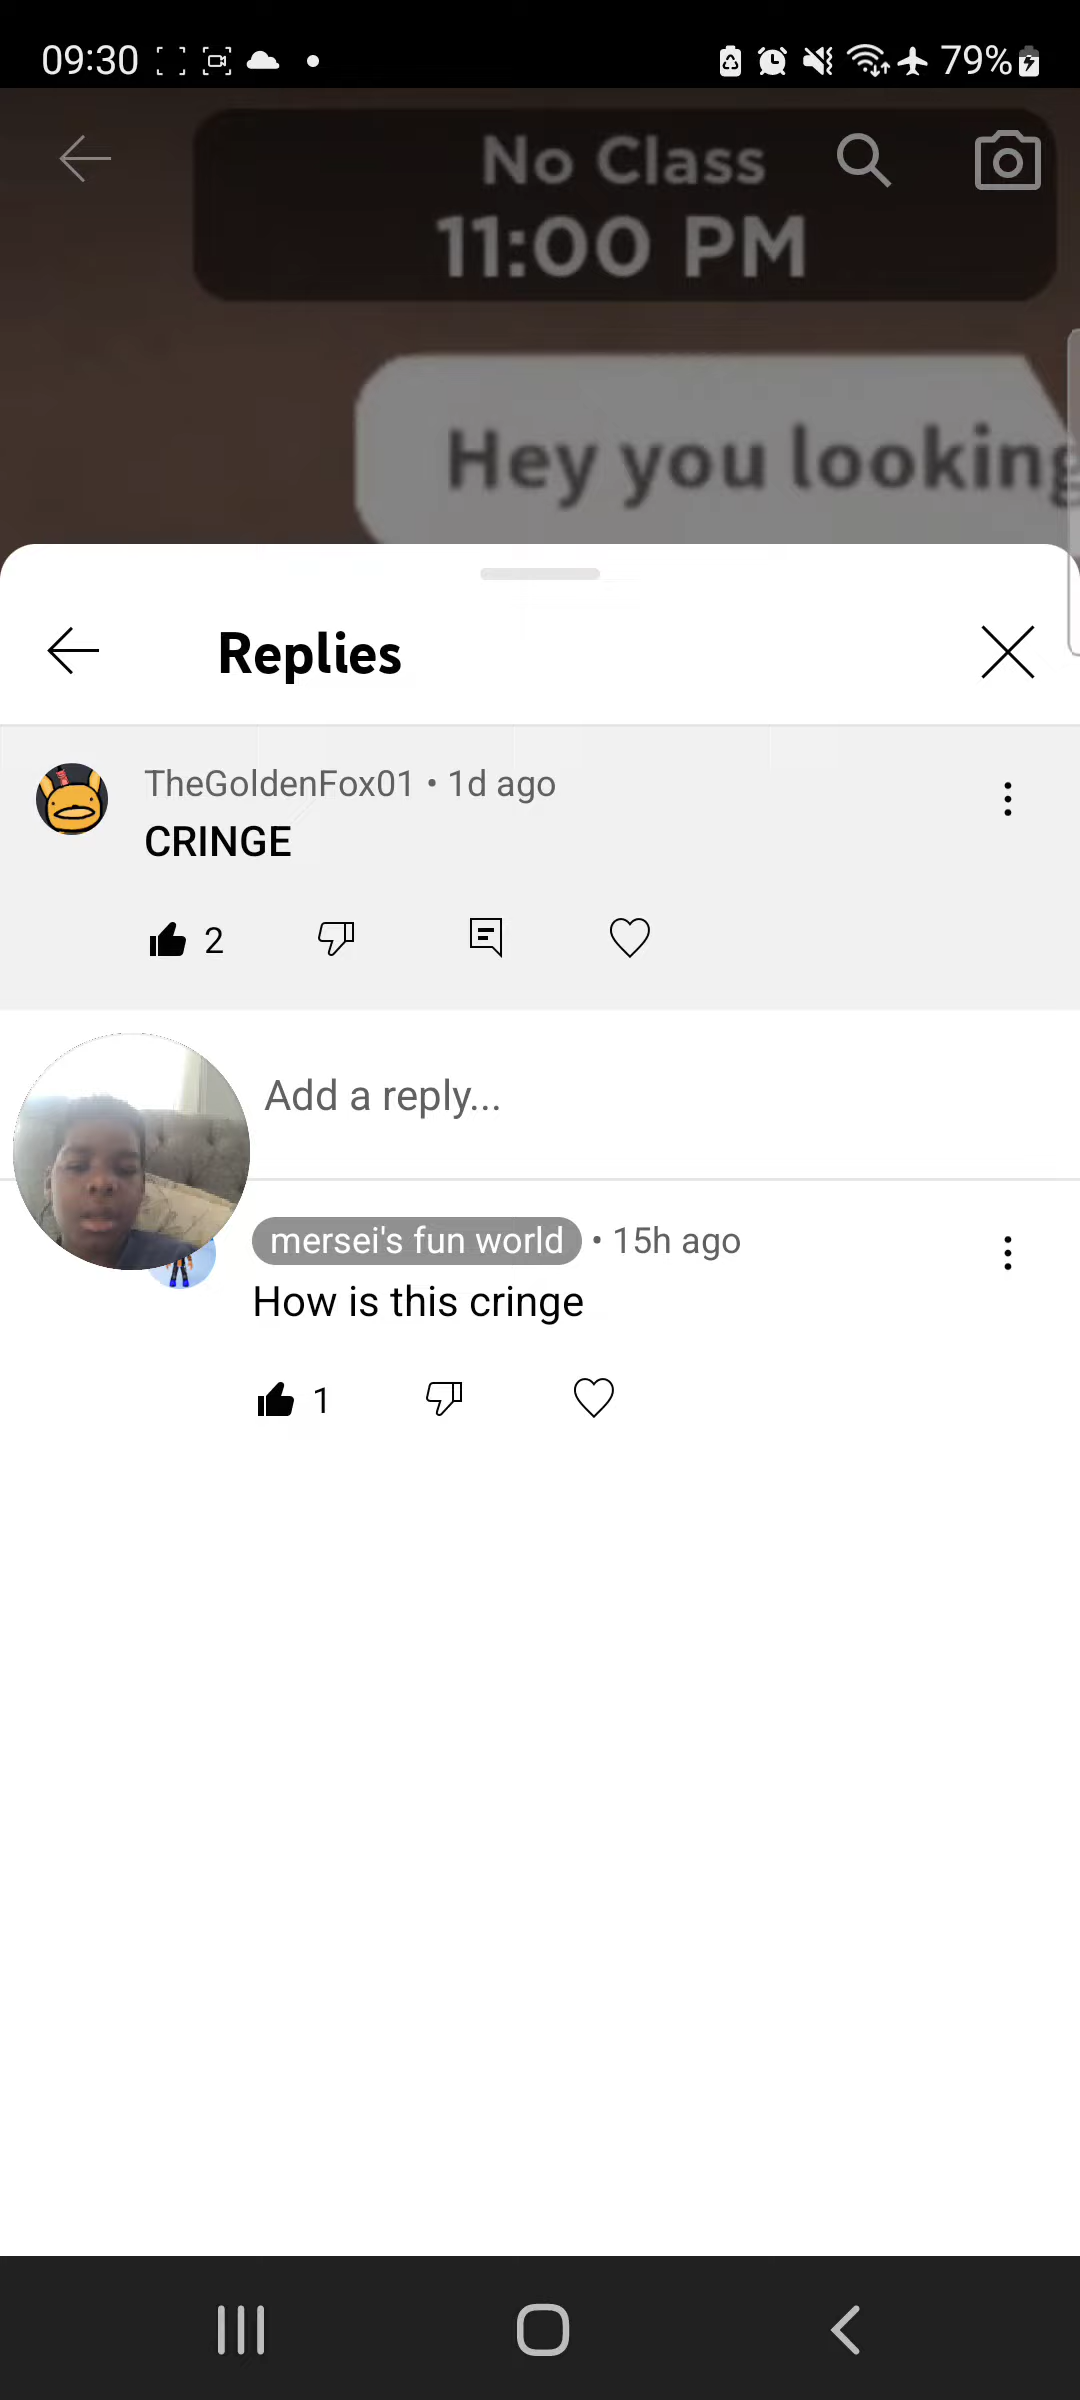 09:30
79%
No Class
11:00 PM
Hey you looking
Replies
TheGoldenFox01 • 1d ago
CRINGE
2
Add a reply...
mersei's fun world • 15h ago
How is this cringe
1